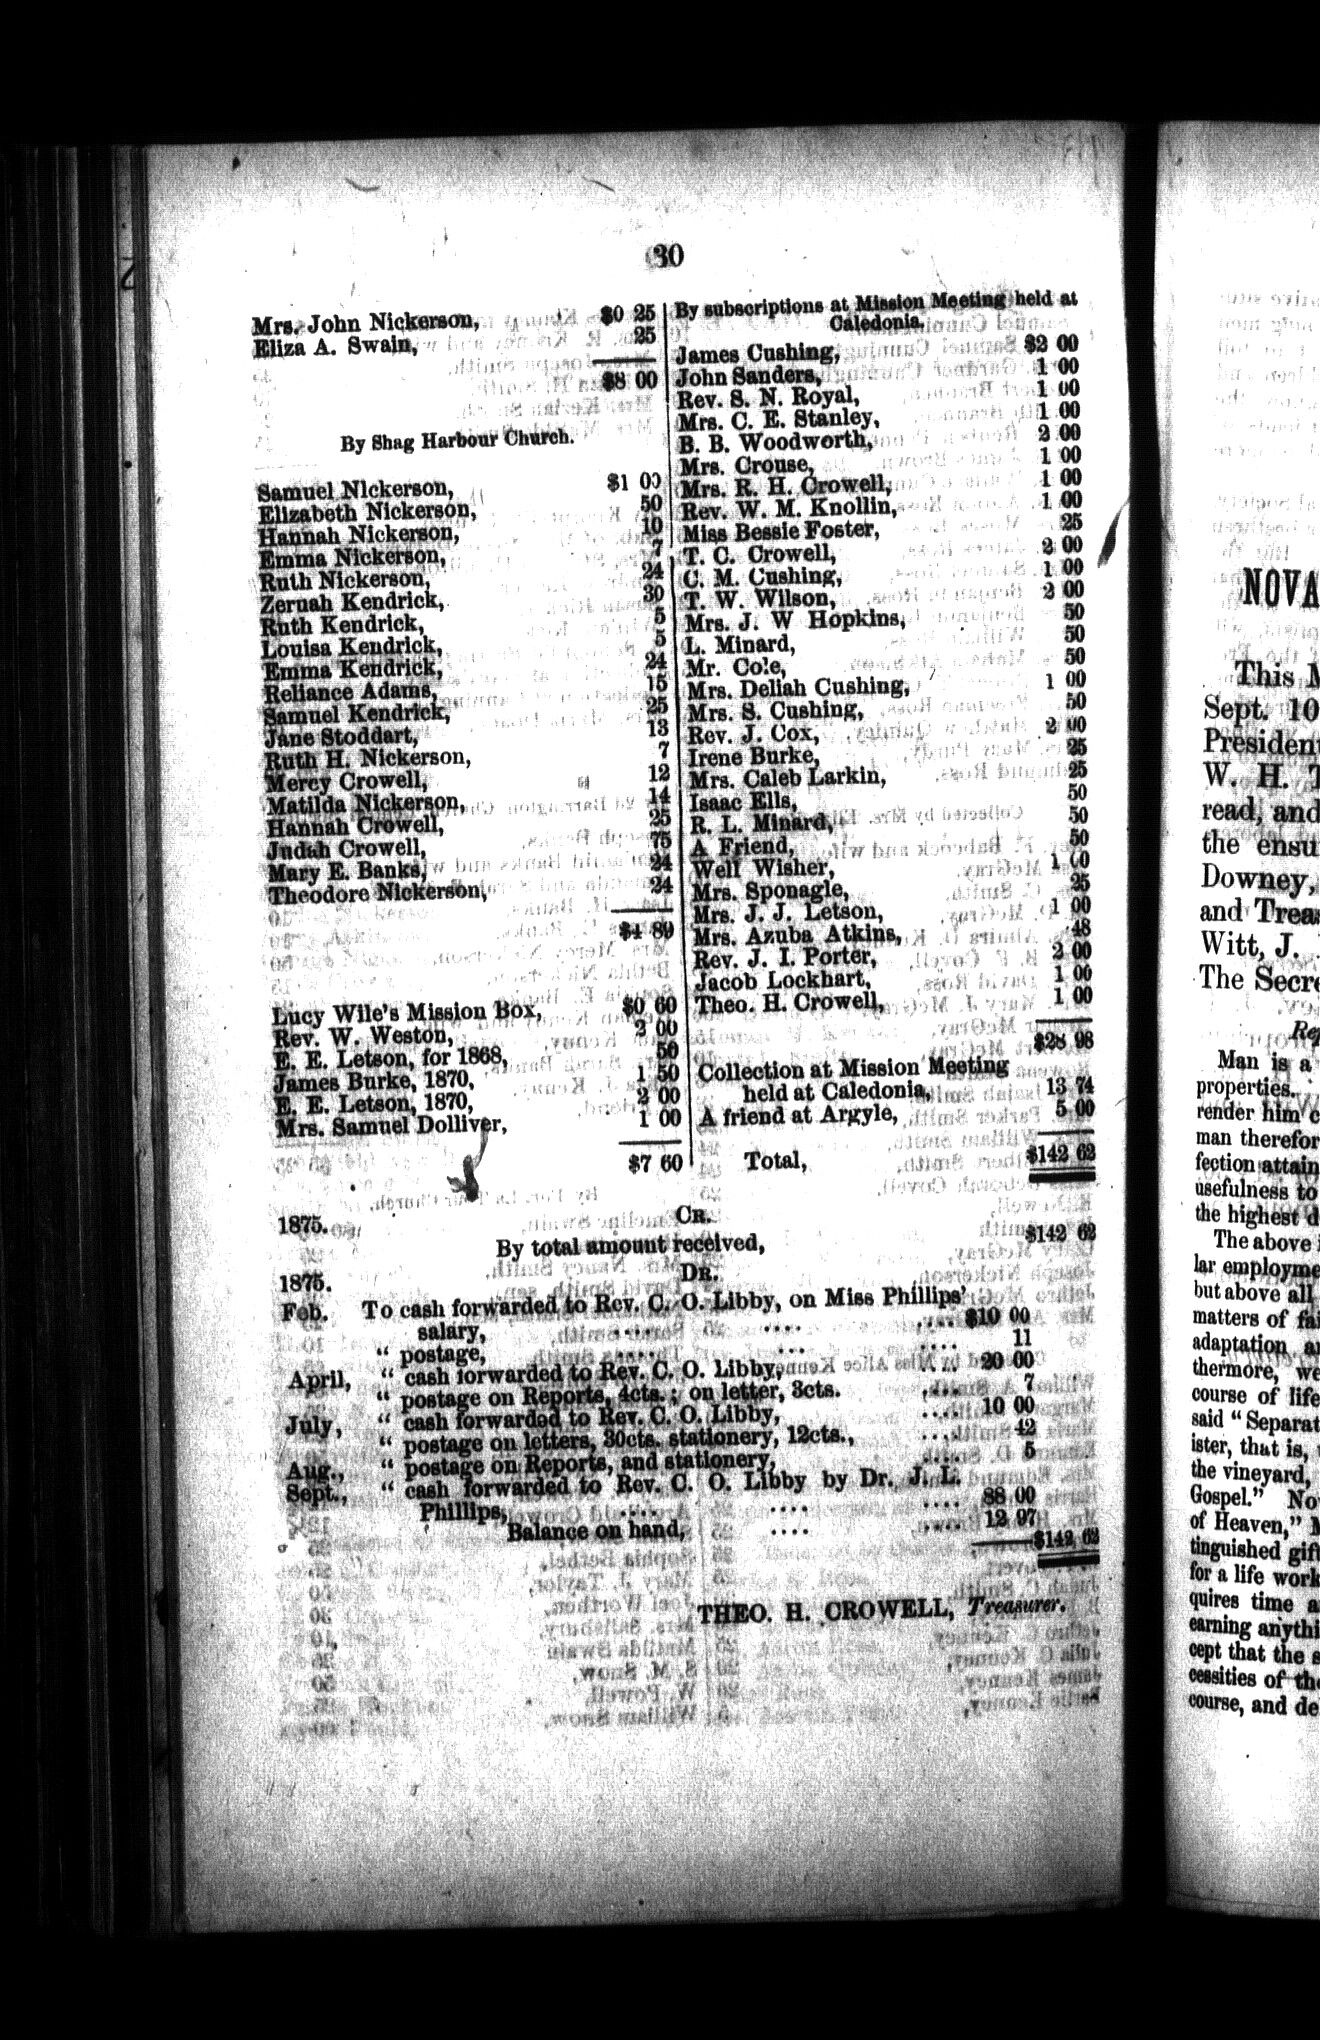 30
Mrs. John Nickerson, $0 25
Eliza A. Swain, 25
$8 00
By Shag Harbour Church.
Samuel Nickerson, $1 00
Elizabeth Nickerson, 50
Hannah Nickerson, 10
Emma Nickerson, 7
Ruth Nickerson, 24
Zeruah Kendrick, 30
Ruth Kendrick, 5
Louisa Kendrick, 5
Emma Kendrick, 24
Reliance Adams, 15
Samuel Kendrick, 25
Jane Stoddart, 13
Ruth H. Nickerson, 7
Mercy Crowell, 12
Matilda Nickerson, 14
Hannah Crowell, 25
Judah Crowell, 75
Mary E. Banks, 24
Theodore Nickerson, 24
$4 89
Lucy Wile's Mission Box, $0 60
Rev. W. Weston, 2 00
E. E. Letson, for 1868, 50
James Burke, 1870, 1 50
E. E. Letson, 1870, 2 00
Mrs. Samuel Dolliver, 1 00
$7 60
By subscriptions at Mission Meeting held at
Caledonia.
James Cushing, $2 00
John Sanders, 1 00
Rev. S. N. Royal, 1 00
Mrs. C. E. Stanley, 1 00
B. B. Woodworth, 2 00
Mrs. Crouse, 1 00
Mrs. R. H. Crowell, 1 00
Rev. W. M. Knollin, 1 00
Miss Bessie Foster, 25
T. C. Crowell, 2 00
C. M. Cushing, 1 00
T. W. Wilson, 2 00
Mrs. J. W Hopkins, 50
L. Minard, 50
Mr. Cole, 50
Mrs. Deliah Cushing, 1 00
Mrs. S. Cushing, 50
Rev. J. Cox, 2 00
Irene Burke, 25
Mrs. Caleb Larkin, 25
Isaac Ells, 50
R. L. Minard, 50
A Friend, 50
Well Wisher, 1 00
Mrs. Sponagle, 25
Mrs. J. J. Letson, 1 00
Mrs. Azuba Atkins, 48
Rev. J. I. Porter, 2 00
Jacob Lockhart, 1 00
Theo. H. Crowell, 1 00
$28 98
Collection at Mission Meeting
held at Caledonia, 13 74
A friend at Argyle, 5 00
Total, $142 62
1875. CR.
By total amount received, $142 62
1875. DR.
Feb. To cash forwarded to Rev. C. O. Libby, on Miss Phillips'
salary, .... .... .... $10 00
" postage, .... .... .... 11
April, " cash forwarded to Rev. C. O. Libby, .... 20 00
" postage on Reports, 4cts.; on letter, 3cts. .... 7
July, " cash forwarded to Rev. C. O. Libby, .... 10 00
" postage on letters, 30cts. stationery, 12cts., .... 42
Aug., " postage on Reports, and stationery, .... 5
Sept., " cash forwarded to Rev. C. O. Libby by Dr. J. L.
Phillips, .... .... .... 88 00
Balance on hand, .... .... 12 97
$142 62
THEO. H. CROWELL, Treasurer.
NOVA
This M
Sept. 10
President
W. H. T
read, and
the ensu
Downey,
and Treas
Witt, J.
The Secre
Rep
Man is a
properties.
render him c
man therefor
fection attain
usefulness to
the highest d
The above i
lar employme
but above all
matters of fai
adaptation an
thermore, we
course of life
said "Separat
ister, that is,
the vineyard,
Gospel." No
of Heaven," M
tinguished gift
for a life work
quires time a
earning anythi
cept that the s
cessities of the
course, and de